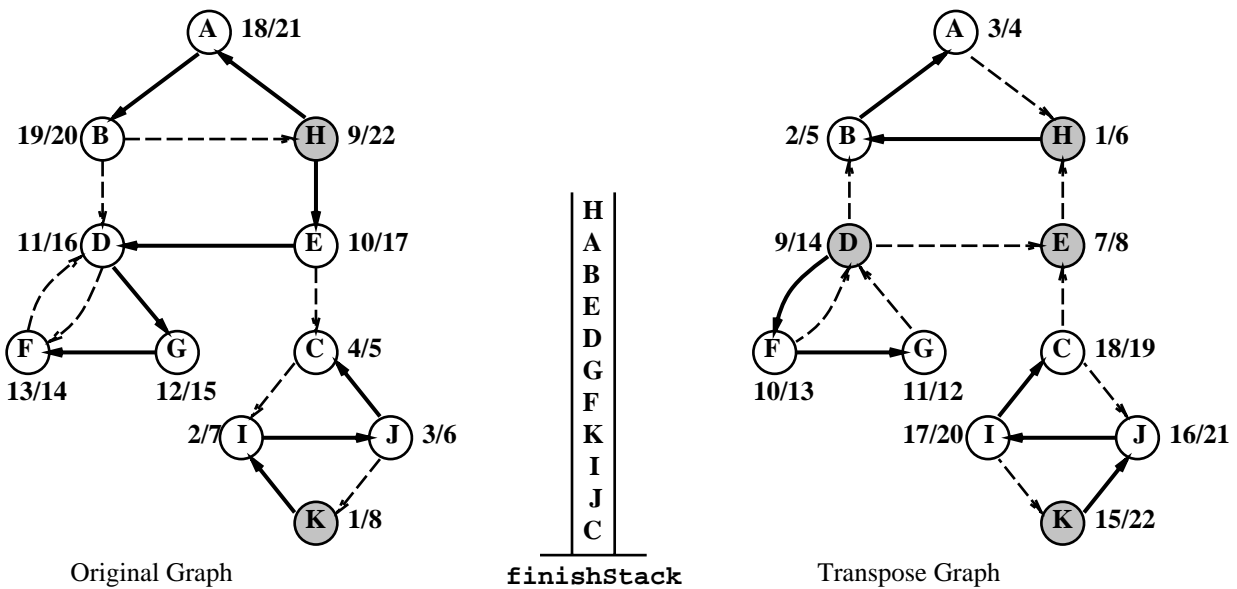 A 18/21
19/20 B
H 9/22
11/16 D
E 10/17
F
G
C 4/5
13/14
12/15
2/7 I
J 3/6
K 1/8
Original Graph
H
A
B
E
D
G
F
K
I
J
C
finishStack
A 3/4
2/5 B
H 1/6
9/14 D
E 7/8
F
G
C 18/19
10/13
11/12
17/20 I
J 16/21
K 15/22
Transpose Graph